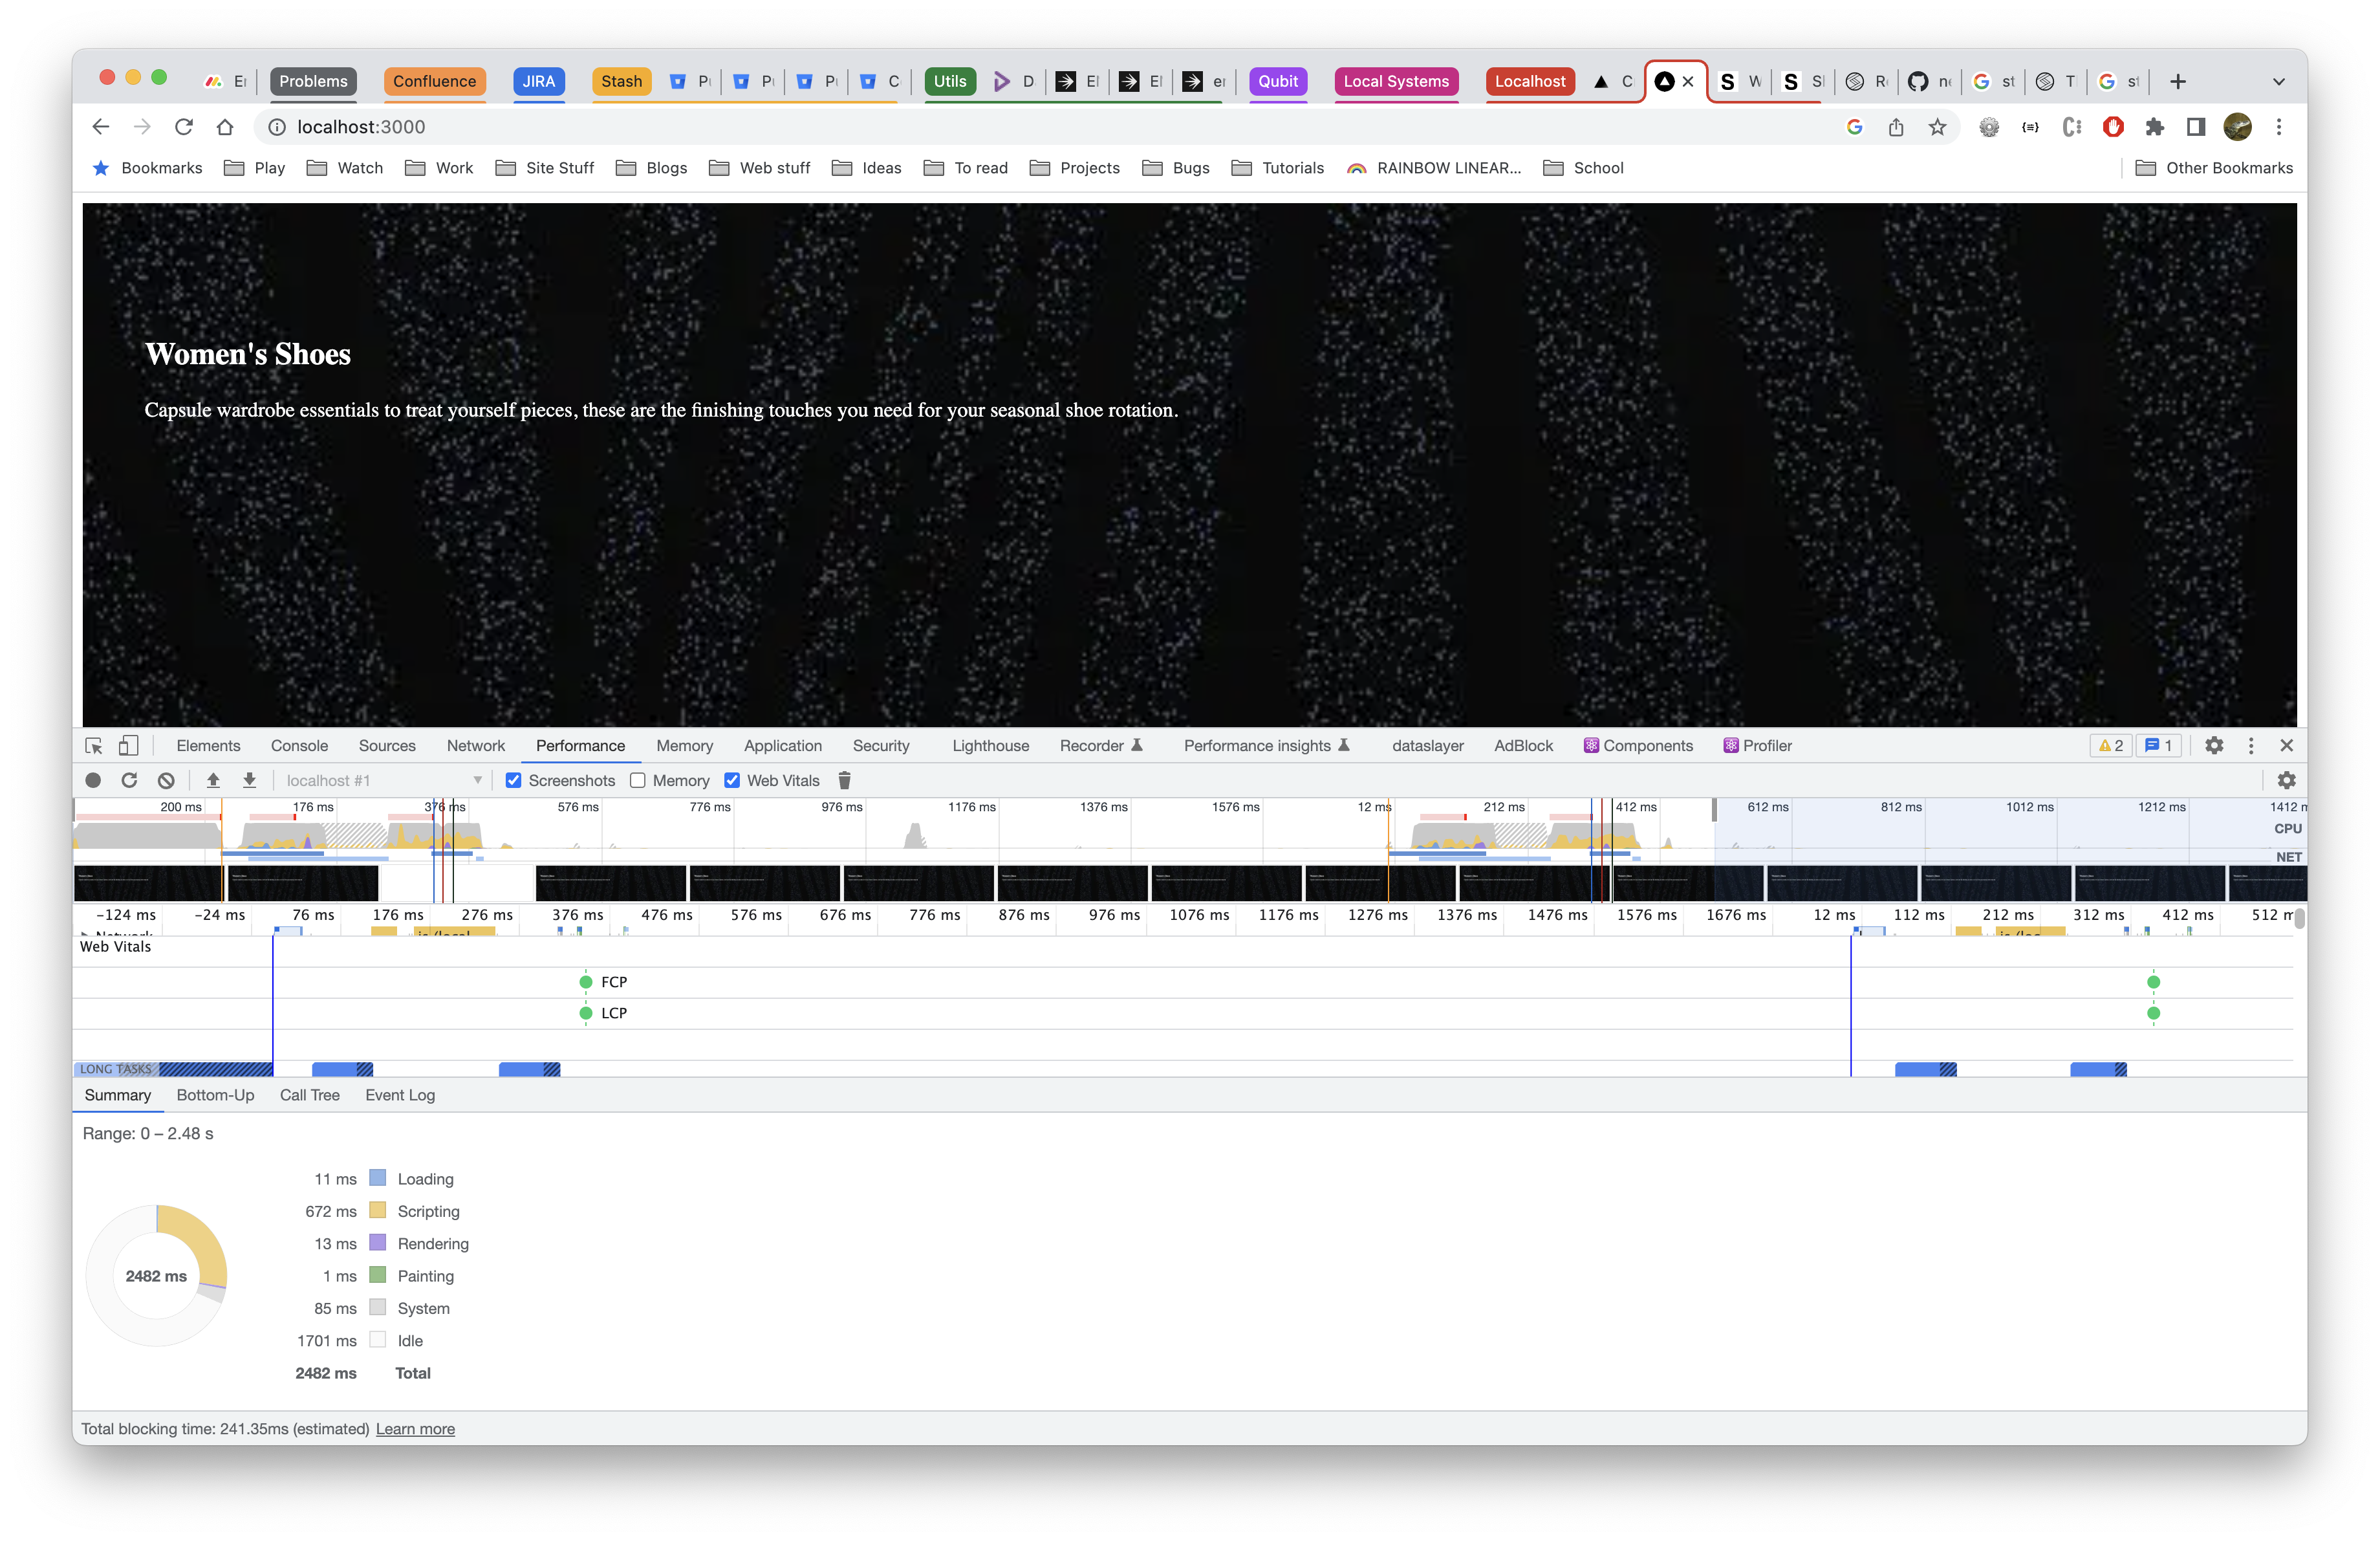 Problems Confluence JIRA Stash Utils D Qubit Local Systems Localhost C
localhost:3000
Bookmarks Play Watch Work Site Stuff Blogs Web stuff Ideas To read Projects Bugs Tutorials RAINBOW LINEAR... School Other Bookmarks
Women's Shoes
Capsule wardrobe essentials to treat yourself pieces, these are the finishing touches you need for your seasonal shoe rotation.
Elements Console Sources Network Performance Memory Application Security Lighthouse Recorder Performance insights dataslayer AdBlock Components Profiler 2 1
localhost #1 Screenshots Memory Web Vitals
200 ms 176 ms 376 ms 576 ms 776 ms 976 ms 1176 ms 1376 ms 1576 ms 12 ms 212 ms 412 ms 612 ms 812 ms 1012 ms 1212 ms 1412 m
CPU
NET
-124 ms -24 ms 76 ms 176 ms 276 ms 376 ms 476 ms 576 ms 676 ms 776 ms 876 ms 976 ms 1076 ms 1176 ms 1276 ms 1376 ms 1476 ms 1576 ms 1676 ms 12 ms 112 ms 212 ms 312 ms 412 ms 512 m
Web Vitals
FCP
LCP
LONG TASKS
Summary Bottom-Up Call Tree Event Log
Range: 0 – 2.48 s
11 ms Loading
672 ms Scripting
13 ms Rendering
2482 ms
1 ms Painting
85 ms System
1701 ms Idle
2482 ms Total
Total blocking time: 241.35ms (estimated) Learn more